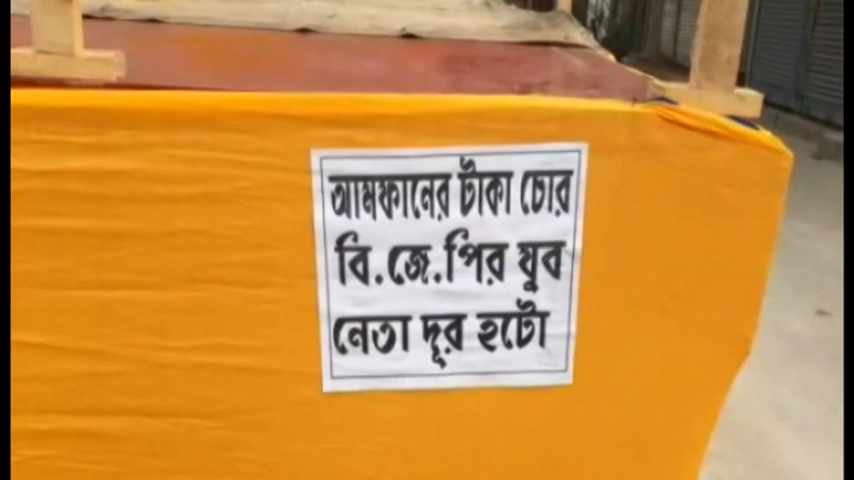 আমফানের টাকা চোর
বি.জে.পির যুব
নেতা দূর হটো